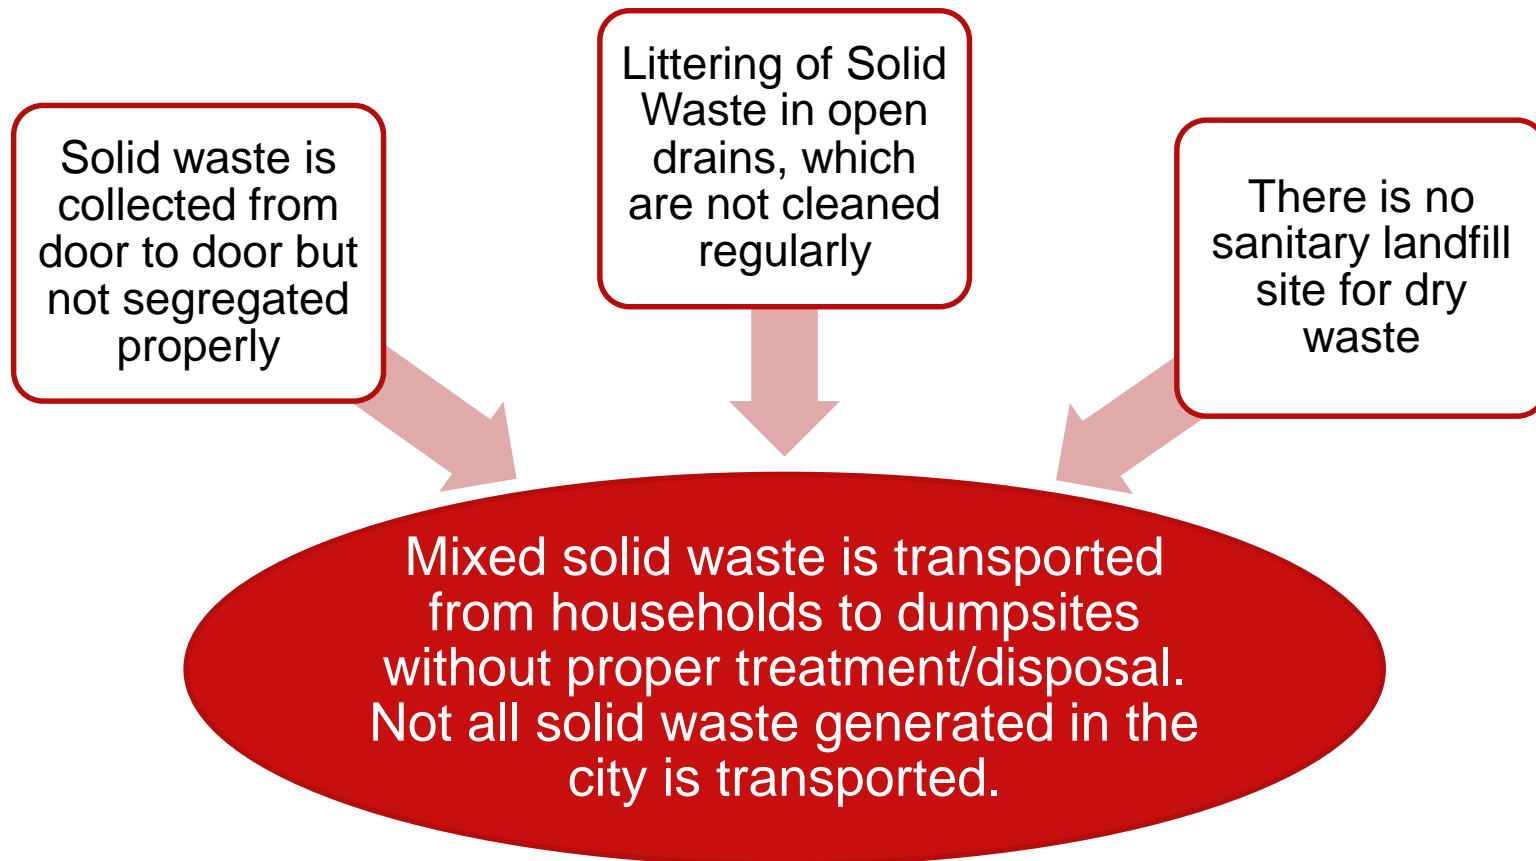 Solid waste is
collected from
door to door but
not segregated
properly
Littering of Solid
Waste in open
drains, which
are not cleaned
regularly
There is no
sanitary landfill
site for dry
waste
Mixed solid waste is transported
from households to dumpsites
without proper treatment/disposal.
Not all solid waste generated in the
city is transported.